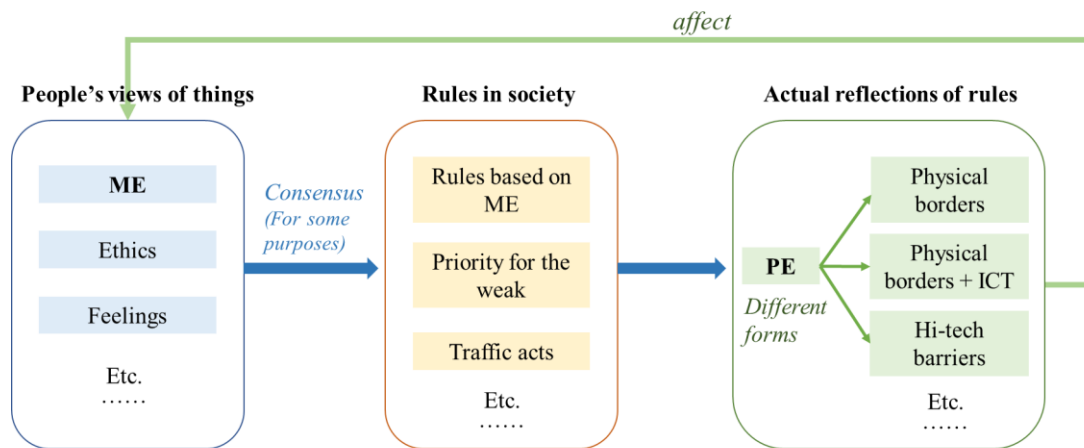 affect
People's views of things
ME
Ethics
Feelings
Etc.
……
Consensus
(For some
purposes)
Rules in society
Rules based on
ME
Priority for the
weak
Traffic acts
Etc.
……
Actual reflections of rules
PE
Different
forms
Physical
borders
Physical
borders + ICT
Hi-tech
barriers
Etc.
……